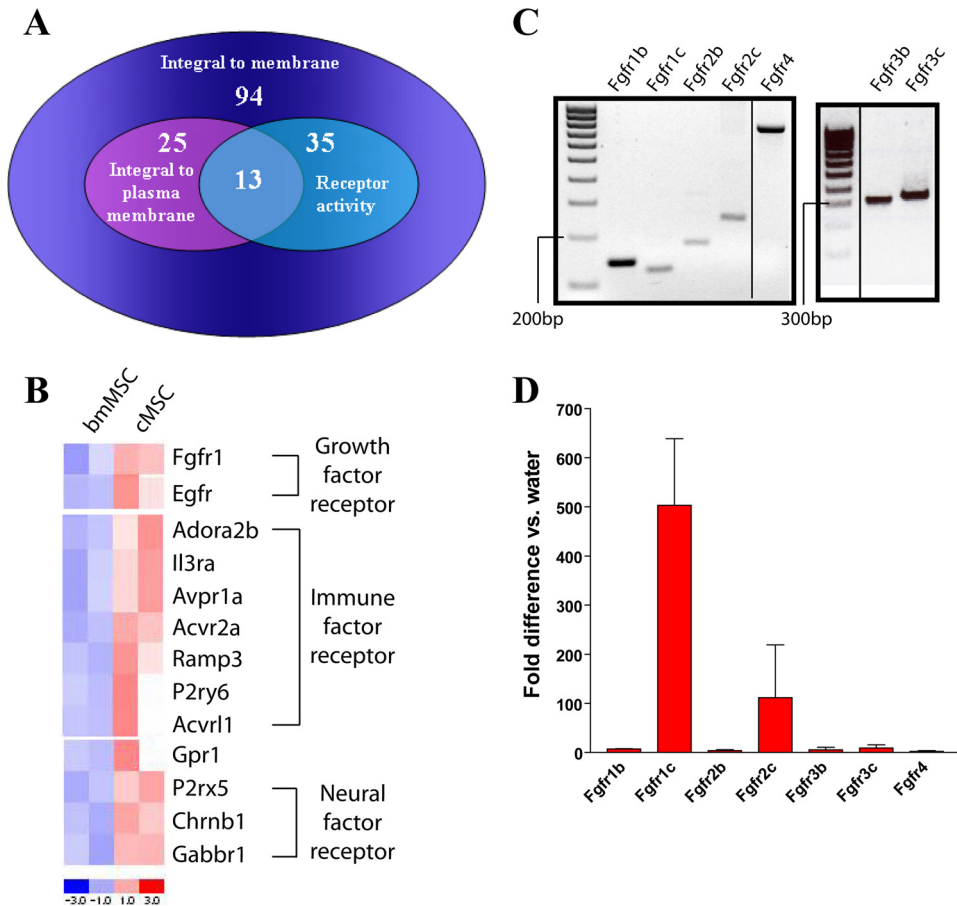 A
Integral to membrane
94
25
Integral to
plasma
membrane
13
35
Receptor
activity
B
bmMSC
cMSC
Fgfr1
Egfr
Growth
factor
receptor
Adora2b
Il3ra
Avpr1a
Acvr2a
Ramp3
P2ry6
Acvrl1
Immune
factor
receptor
Gpr1
P2rx5
Chrnb1
Gabbr1
Neural
factor
receptor
-3.0 -1.0 1.0 3.0
C
Fgfr1b
Fgfr1c
Fgfr2b
Fgfr2c
Fgfr4
Fgfr3b
Fgfr3c
200bp
300bp
D
Fold difference vs. water
700
600
500
400
300
200
100
0
Fgfr1b
Fgfr1c
Fgfr2b
Fgfr2c
Fgfr3b
Fgfr3c
Fgfr4